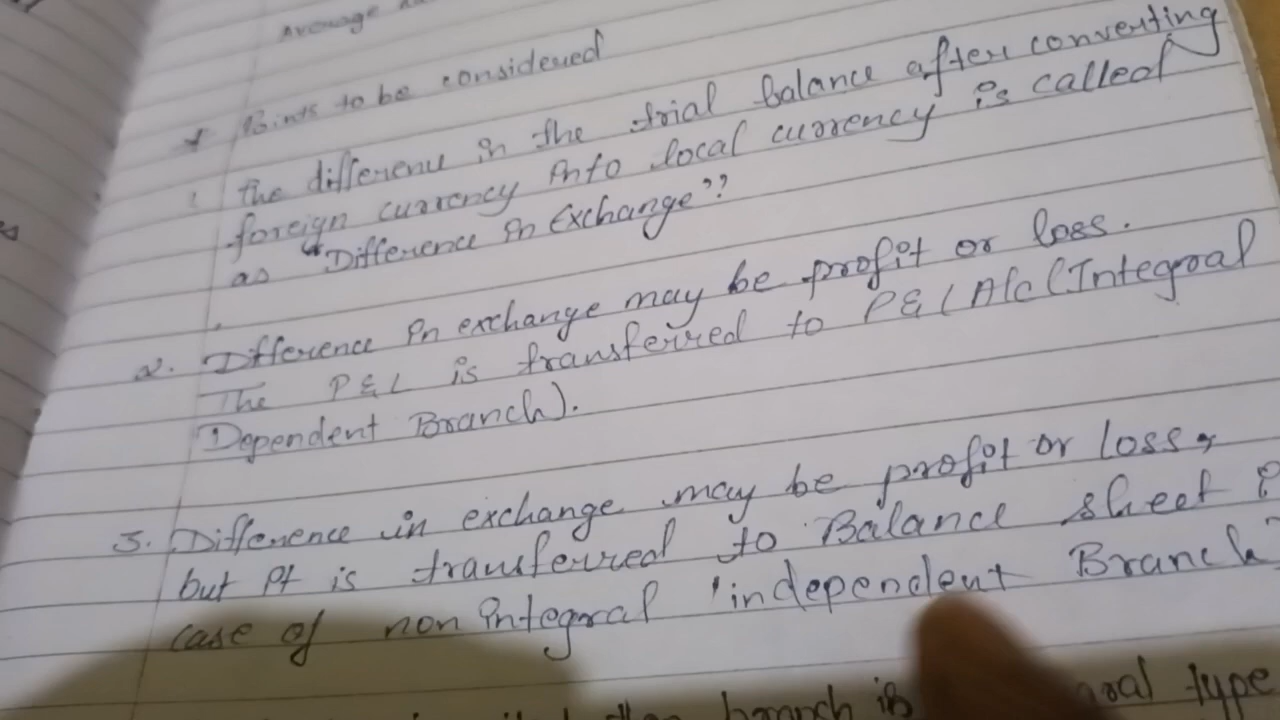 Average
* Points to be considered
1 The difference in the trial balance after converting
foreign currency into local currency is called
as "Difference in Exchange"
2. Difference in exchange may be profit or loss.
The P&L is transferred to P&L A/c (Integral
Dependent Branch).
3. Difference in exchange may be profit or loss,
but it is transferred to Balance sheet i
case of non integral independent Branch
branch is
type